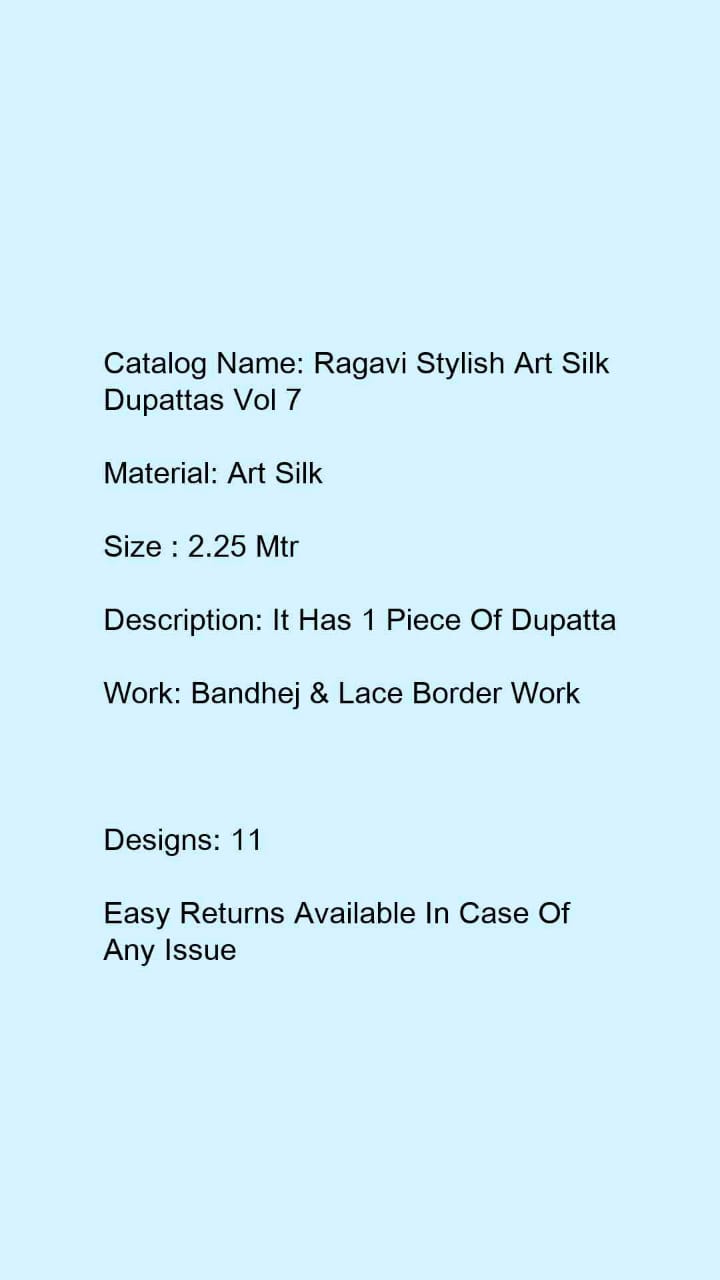 Catalog Name: Ragavi Stylish Art Silk
Dupattas Vol 7
Material: Art Silk
Size : 2.25 Mtr
Description: It Has 1 Piece Of Dupatta
Work: Bandhej & Lace Border Work
Designs: 11
Easy Returns Available In Case Of
Any Issue